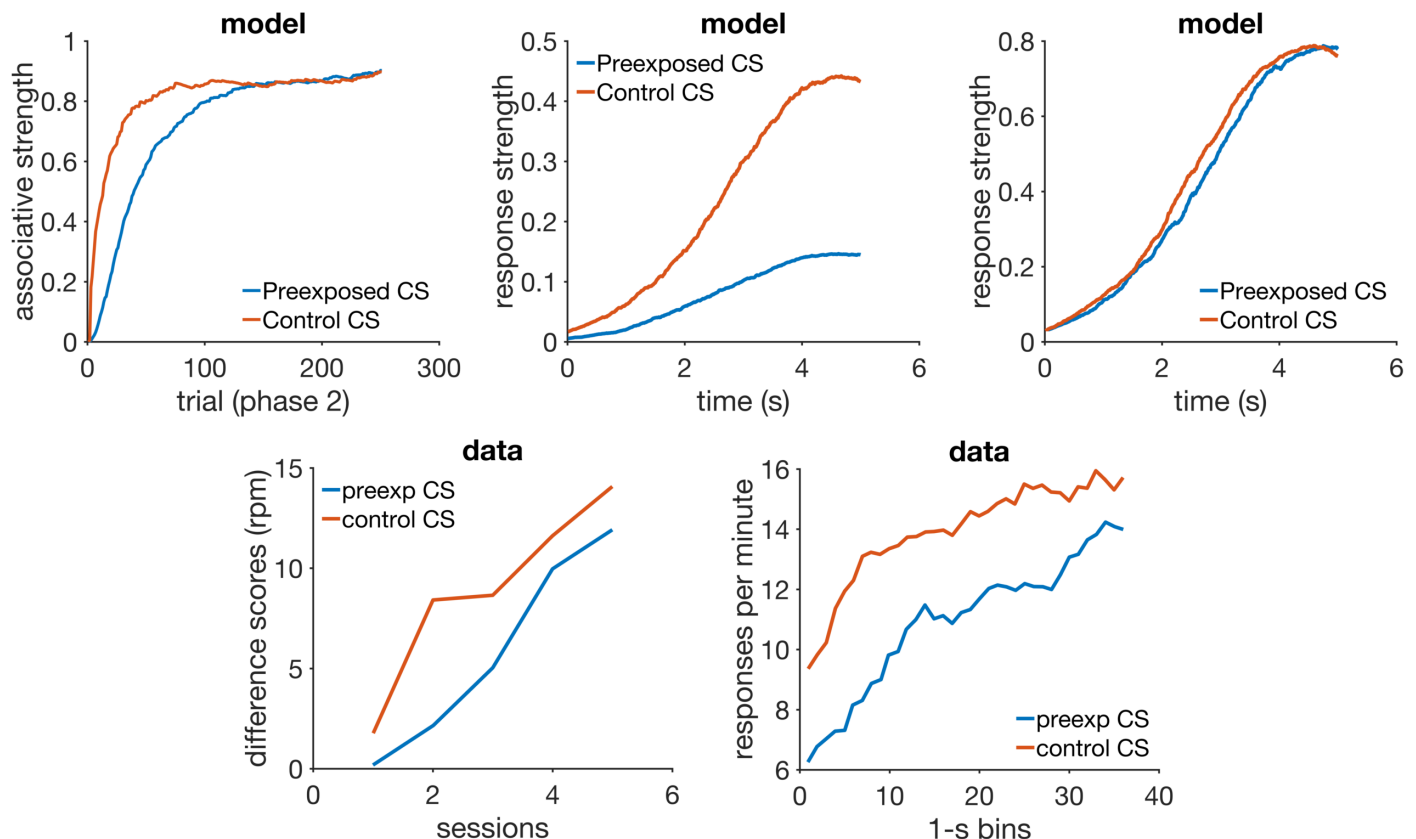 model
associative strength
1
0.8
0.6
0.4
0.2
0
0
100
200
300
trial (phase 2)
Preexposed CS
Control CS
model
response strength
0.5
0.4
0.3
0.2
0.1
0
0
2
4
6
time (s)
Preexposed CS
Control CS
model
response strength
0.8
0.6
0.4
0.2
0
0
2
4
6
time (s)
Preexposed CS
Control CS
data
difference scores (rpm)
15
10
5
0
0
2
4
6
sessions
preexp CS
control CS
data
responses per minute
16
14
12
10
8
6
0
10
20
30
40
1-s bins
preexp CS
control CS